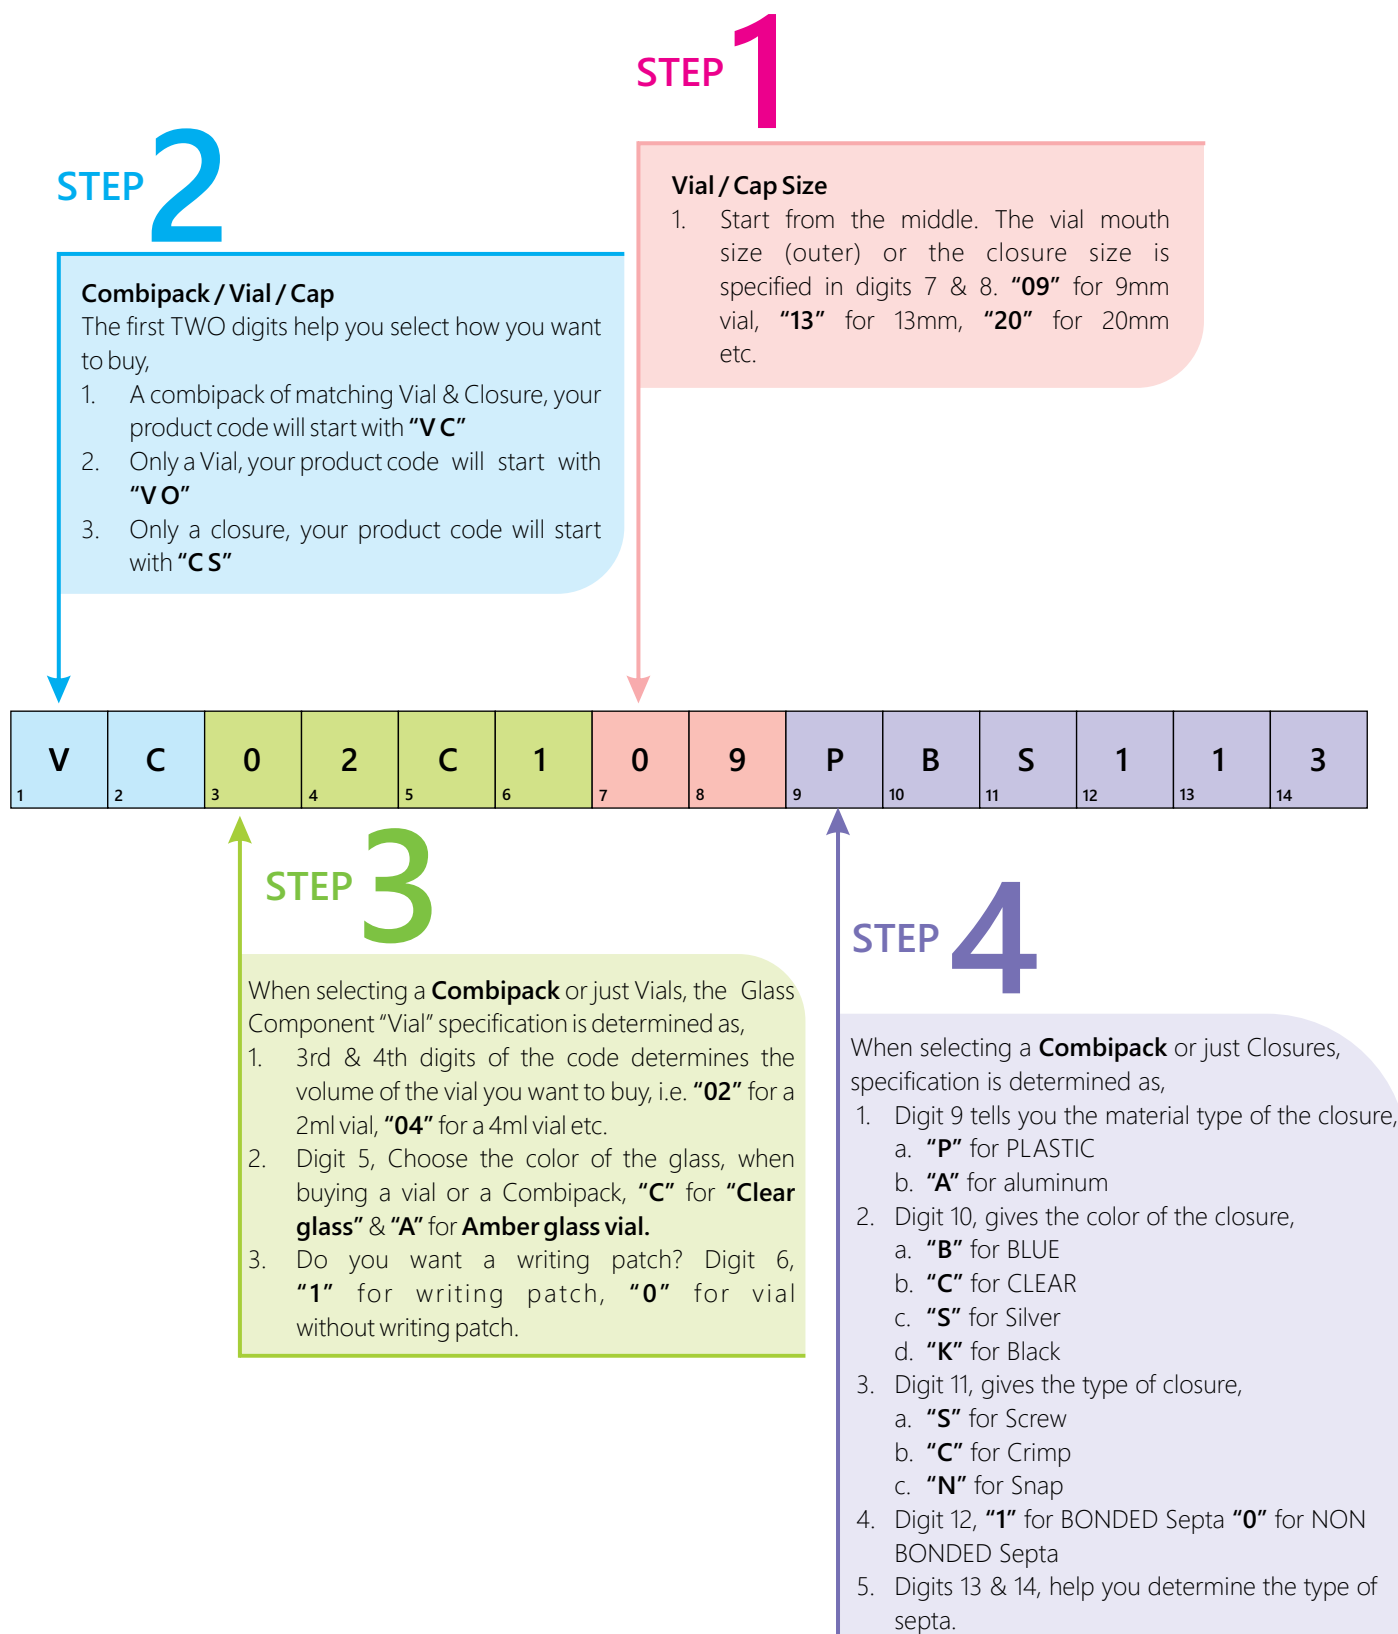 STEP 1
Vial / Cap Size
1. Start from the middle. The vial mouth
size (outer) or the closure size is
specified in digits 7 & 8. “09” for 9mm
vial, “13” for 13mm, “20” for 20mm
etc.
STEP 2
Combipack / Vial / Cap
The first TWO digits help you select how you want
to buy,
1. A combipack of matching Vial & Closure, your
product code will start with “V C”
2. Only a Vial, your product code will start with
“V O”
3. Only a closure, your product code will start
with “C S”
V C 0 2 C 1 0 9 P B S 1 1 3
1 2 3 4 5 6 7 8 9 10 11 12 13 14
STEP 3
When selecting a Combipack or just Vials, the Glass
Component “Vial” specification is determined as,
1. 3rd & 4th digits of the code determines the
volume of the vial you want to buy, i.e. “02” for a
2ml vial, “04” for a 4ml vial etc.
2. Digit 5, Choose the color of the glass, when
buying a vial or a Combipack, “C” for “Clear
glass” & “A” for Amber glass vial.
3. Do you want a writing patch? Digit 6,
“1” for writing patch, “0” for vial
without writing patch.
STEP 4
When selecting a Combipack or just Closures,
specification is determined as,
1. Digit 9 tells you the material type of the closure,
a. “P” for PLASTIC
b. “A” for aluminum
2. Digit 10, gives the color of the closure,
a. “B” for BLUE
b. “C” for CLEAR
c. “S” for Silver
d. “K” for Black
3. Digit 11, gives the type of closure,
a. “S” for Screw
b. “C” for Crimp
c. “N” for Snap
4. Digit 12, “1” for BONDED Septa “0” for NON
BONDED Septa
5. Digits 13 & 14, help you determine the type of
septa.